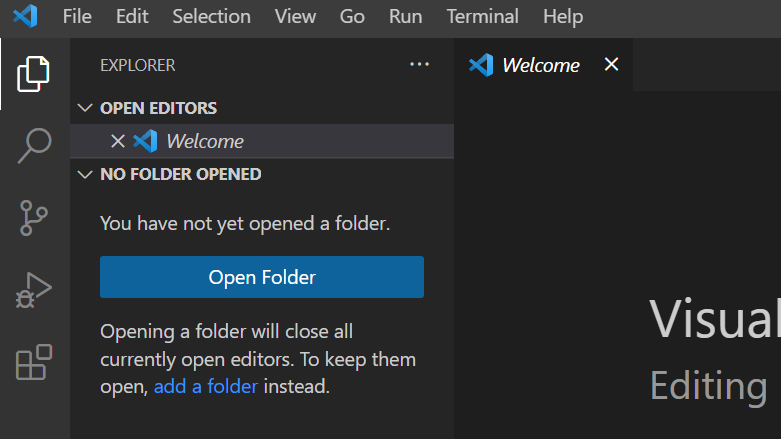 File Edit Selection View Go Run Terminal Help
EXPLORER
OPEN EDITORS
Welcome
NO FOLDER OPENED
You have not yet opened a folder.
Open Folder
Opening a folder will close all
currently open editors. To keep them
open, add a folder instead.
Welcome
Visual
Editing